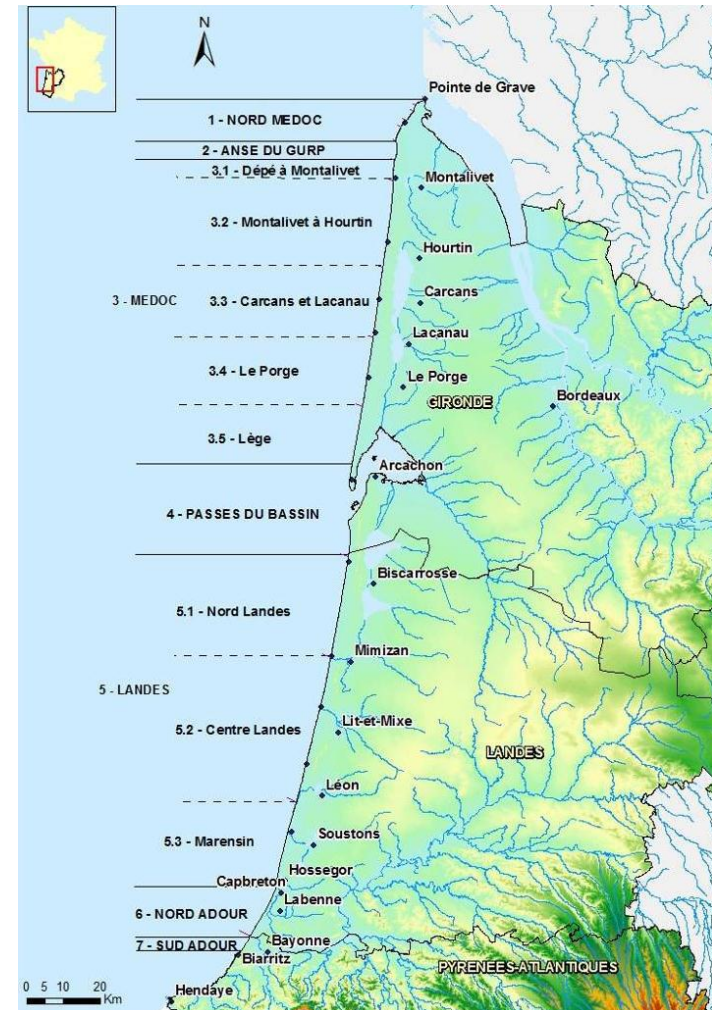 N
Pointe de Grave
1 - NORD MEDOC
2 - ANSE DU GURP
3.1 - Dépé à Montalivet
Montalivet
3.2 - Montalivet à Hourtin
Hourtin
3 - MEDOC
3.3 - Carcans et Lacanau
Carcans
Lacanau
3.4 - Le Porge
Le Porge
GIRONDE
Bordeaux
3.5 - Lège
Arcachon
4 - PASSES DU BASSIN
Biscarrosse
5.1 - Nord Landes
Mimizan
5 - LANDES
5.2 - Centre Landes
Lit-et-Mixe
LANDES
Léon
5.3 - Marensin
Soustons
Hossegor
Capbreton
Labenne
6 - NORD ADOUR
7 - SUD ADOUR
Bayonne
Biarritz
PYRENEES-ATLANTIQUES
Hendaye
0 5 10 20
Km